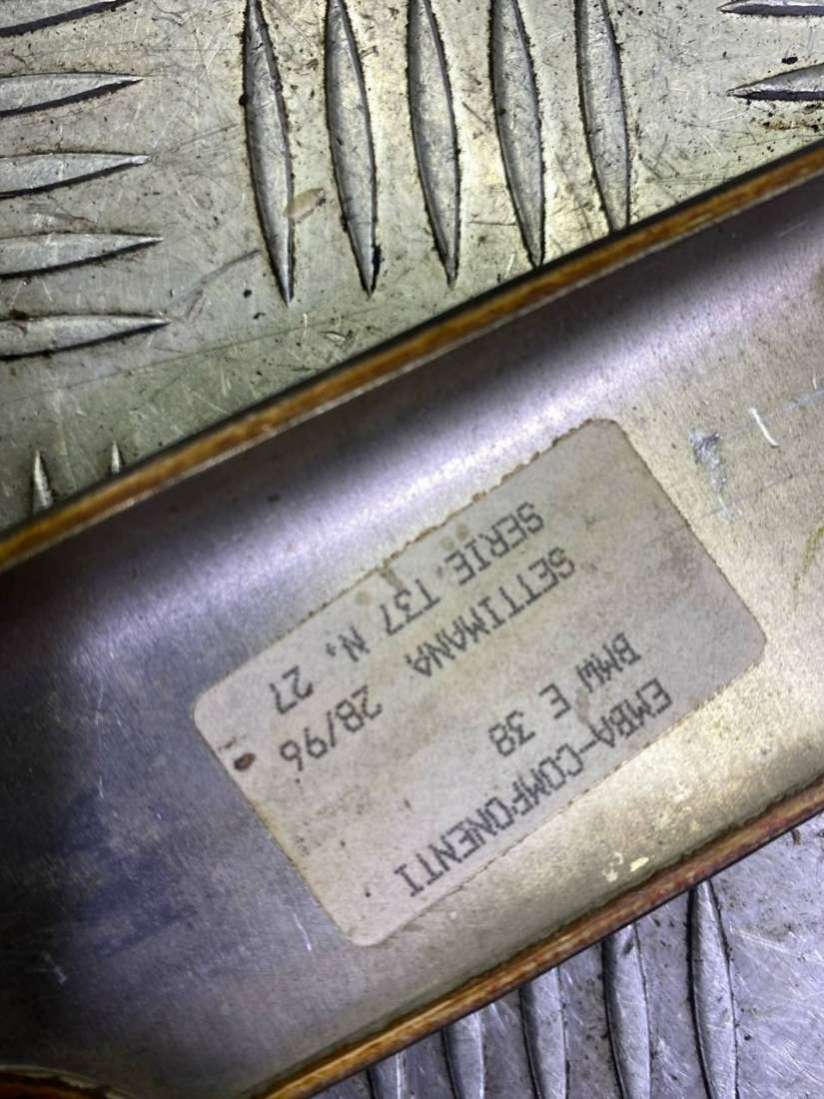 EMBA-COMPONENTI
BMW E 38
SETTIMANA 28/96
SERIE T37 N. 27